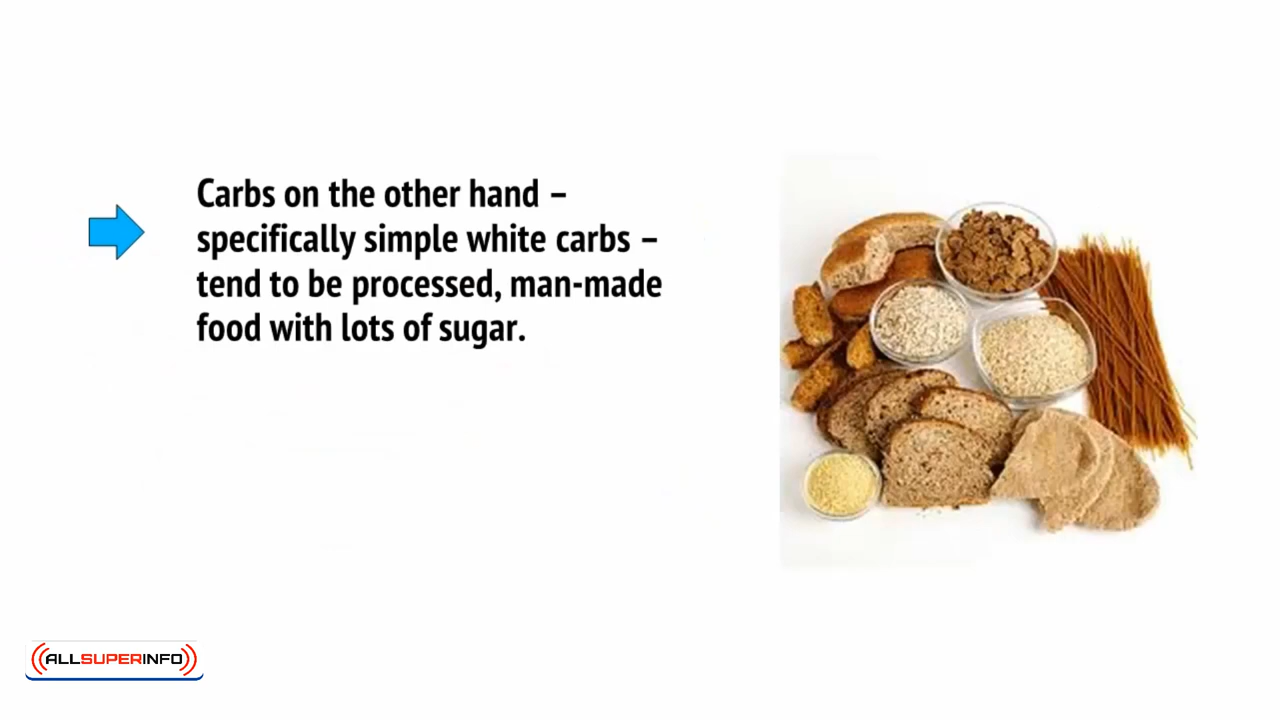 Carbs on the other hand –
specifically simple white carbs –
tend to be processed, man-made
food with lots of sugar.
ALLSUPERINFO